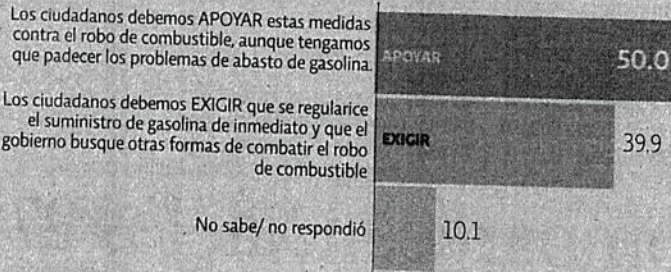 Los ciudadanos debemos APOYAR estas medidas
contra el robo de combustible, aunque tengamos
que padecer los problemas de abasto de gasolina.
APOYAR
50.0
Los ciudadanos debemos EXIGIR que se regularice
el suministro de gasolina de inmediato y que el
gobierno busque otras formas de combatir el robo
de combustible
EXIGIR
39.9
No sabe/ no respondió
10.1